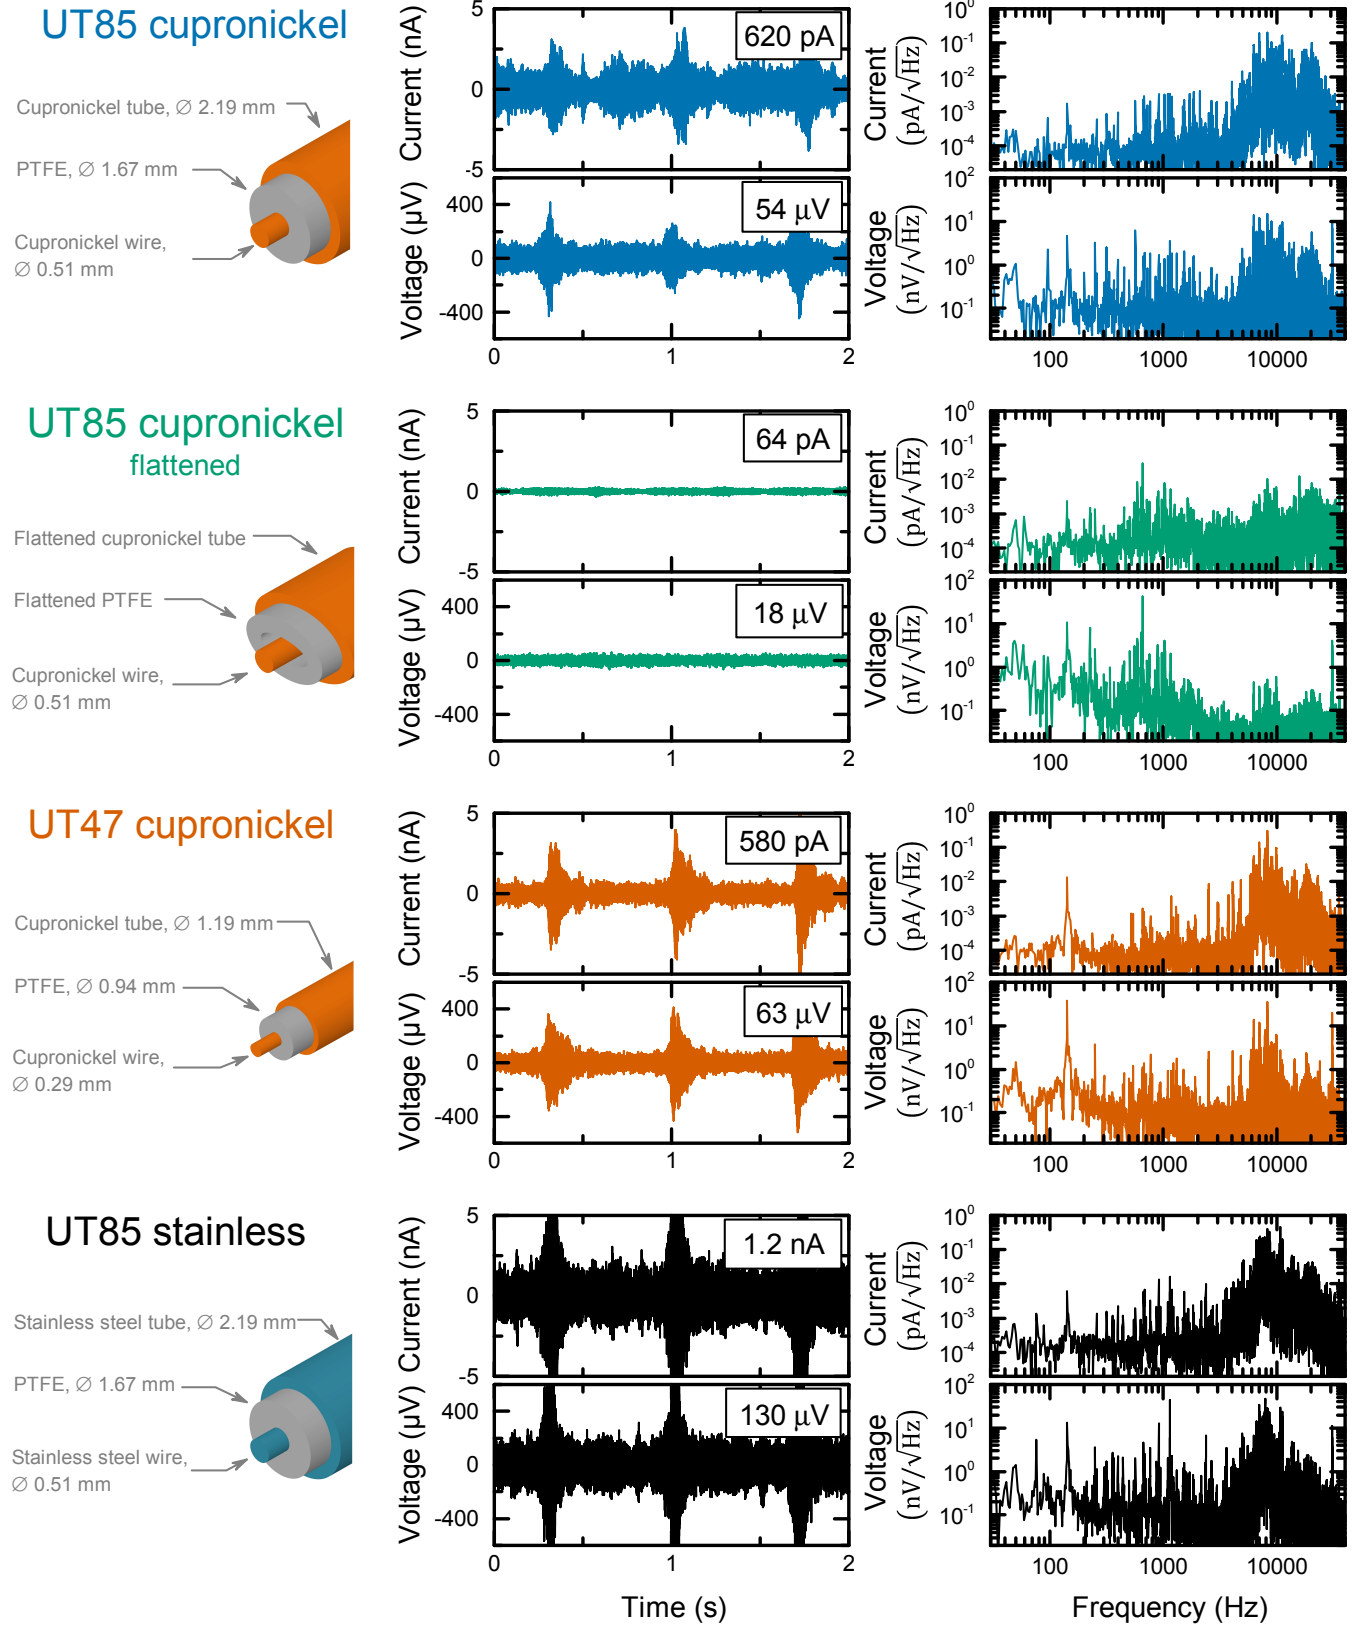 UT85 cupronickel
Cupronickel tube, ∅ 2.19 mm
PTFE, ∅ 1.67 mm
Cupronickel wire,
∅ 0.51 mm
Current (nA)
5
0
-5
620 pA
Voltage (µV)
400
0
-400
54 µV
0
1
2
Current
(pA/√Hz)
10⁰
10⁻¹
10⁻²
10⁻³
10⁻⁴
Voltage
(nV/√Hz)
10²
10¹
10⁰
10⁻¹
100
1000
10000
UT85 cupronickel
flattened
Flattened cupronickel tube
Flattened PTFE
Cupronickel wire,
∅ 0.51 mm
Current (nA)
5
0
-5
64 pA
Voltage (µV)
400
0
-400
18 µV
0
1
2
Current
(pA/√Hz)
10⁰
10⁻¹
10⁻²
10⁻³
10⁻⁴
Voltage
(nV/√Hz)
10²
10¹
10⁰
10⁻¹
100
1000
10000
UT47 cupronickel
Cupronickel tube, ∅ 1.19 mm
PTFE, ∅ 0.94 mm
Cupronickel wire,
∅ 0.29 mm
Current (nA)
5
0
-5
580 pA
Voltage (µV)
400
0
-400
63 µV
0
1
2
Current
(pA/√Hz)
10⁰
10⁻¹
10⁻²
10⁻³
10⁻⁴
Voltage
(nV/√Hz)
10²
10¹
10⁰
10⁻¹
100
1000
10000
UT85 stainless
Stainless steel tube, ∅ 2.19 mm
PTFE, ∅ 1.67 mm
Stainless steel wire,
∅ 0.51 mm
Current (nA)
5
0
-5
1.2 nA
Voltage (µV)
400
0
-400
130 µV
0
1
2
Time (s)
Current
(pA/√Hz)
10⁰
10⁻¹
10⁻²
10⁻³
10⁻⁴
Voltage
(nV/√Hz)
10²
10¹
10⁰
10⁻¹
100
1000
10000
Frequency (Hz)